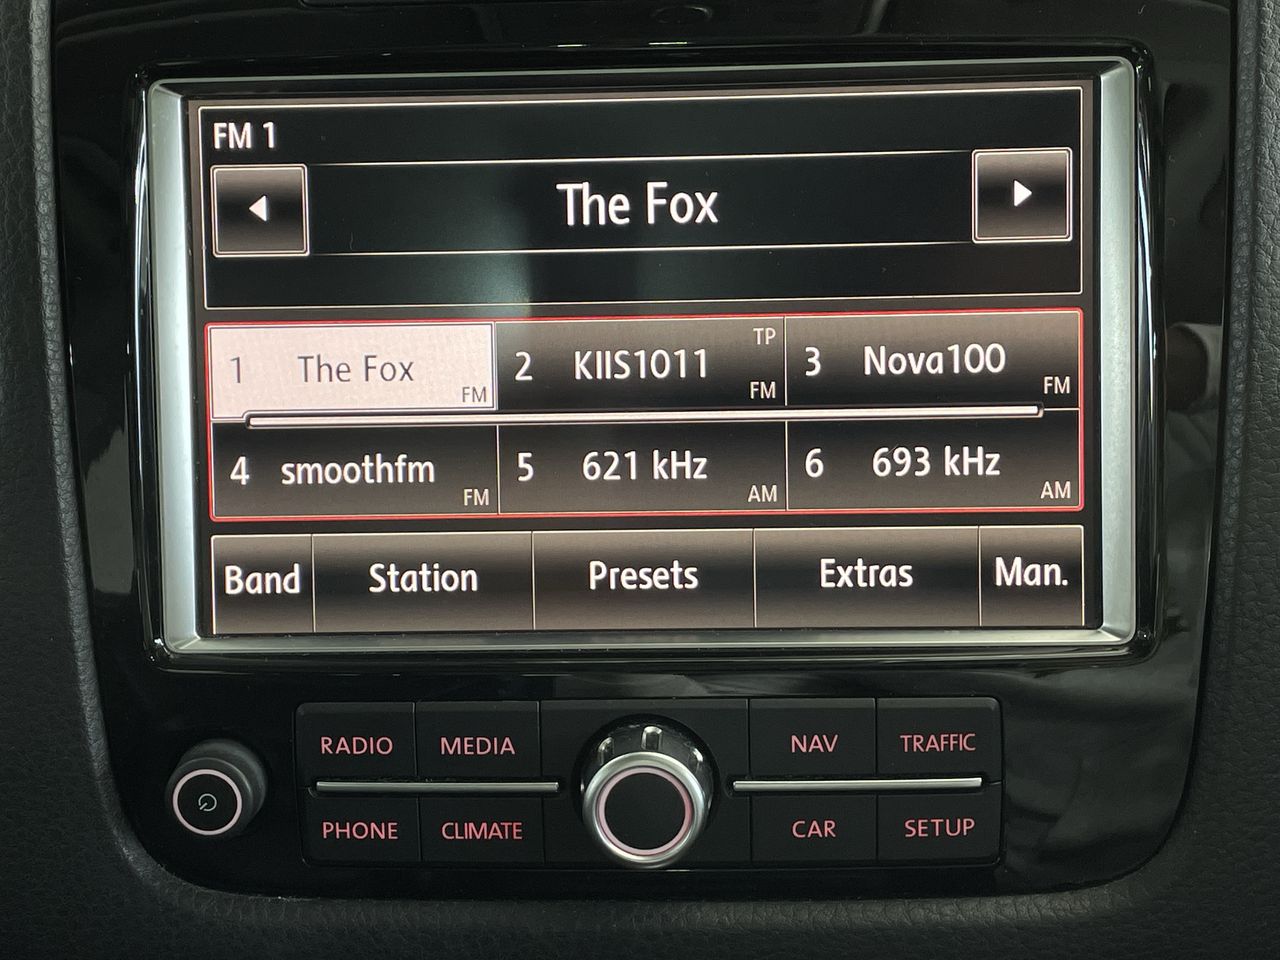 FM 1
The Fox
1 The Fox FM
2 KIIS1011 TP FM
3 Nova100 FM
4 smoothfm FM
5 621 kHz AM
6 693 kHz AM
Band Station Presets Extras Man.
RADIO MEDIA NAV TRAFFIC
PHONE CLIMATE CAR SETUP